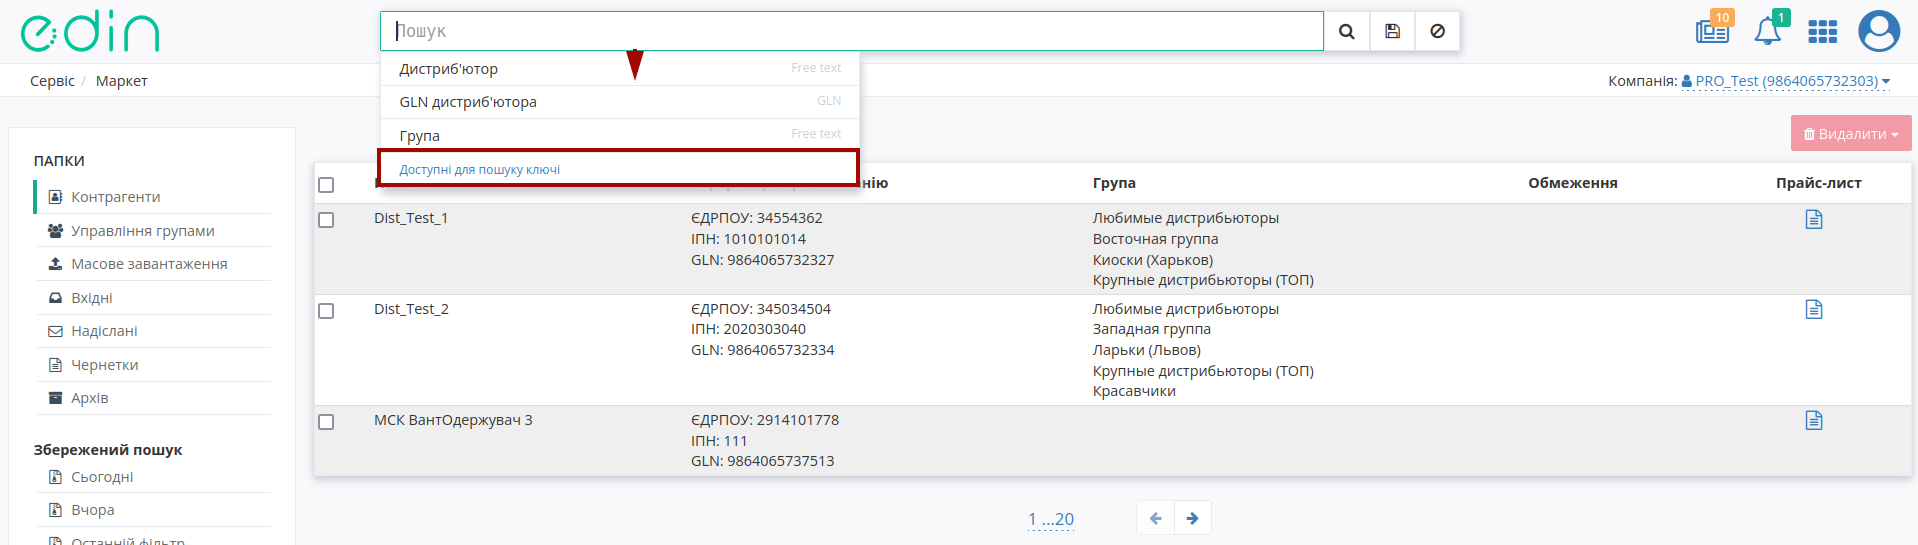 edin
Пошук
10
1
Дистриб'ютор Free text
GLN дистриб'ютора GLN
Група Free text
Доступні для пошуку ключі
Сервіс / Маркет
Компанія: PRO_Test (9864065732303)
Видалити
ПАПКИ
Контрагенти
Управління групами
Масове завантаження
Вхідні
Надіслані
Чернетки
Архів
Збережений пошук
Сьогодні
Вчора
Останній фільтр
Група Обмеження Прайс-лист
Dist_Test_1
ЄДРПОУ: 34554362
ІПН: 1010101014
GLN: 9864065732327
Любимые дистрибьюторы
Восточная группа
Киоски (Харьков)
Крупные дистрибьюторы (ТОП)
Dist_Test_2
ЄДРПОУ: 345034504
ІПН: 2020303040
GLN: 9864065732334
Любимые дистрибьюторы
Западная группа
Ларьки (Львов)
Крупные дистрибьюторы (ТОП)
Красавчики
МСК ВантОдержувач 3
ЄДРПОУ: 2914101778
ІПН: 111
GLN: 9864065737513
1 ...20